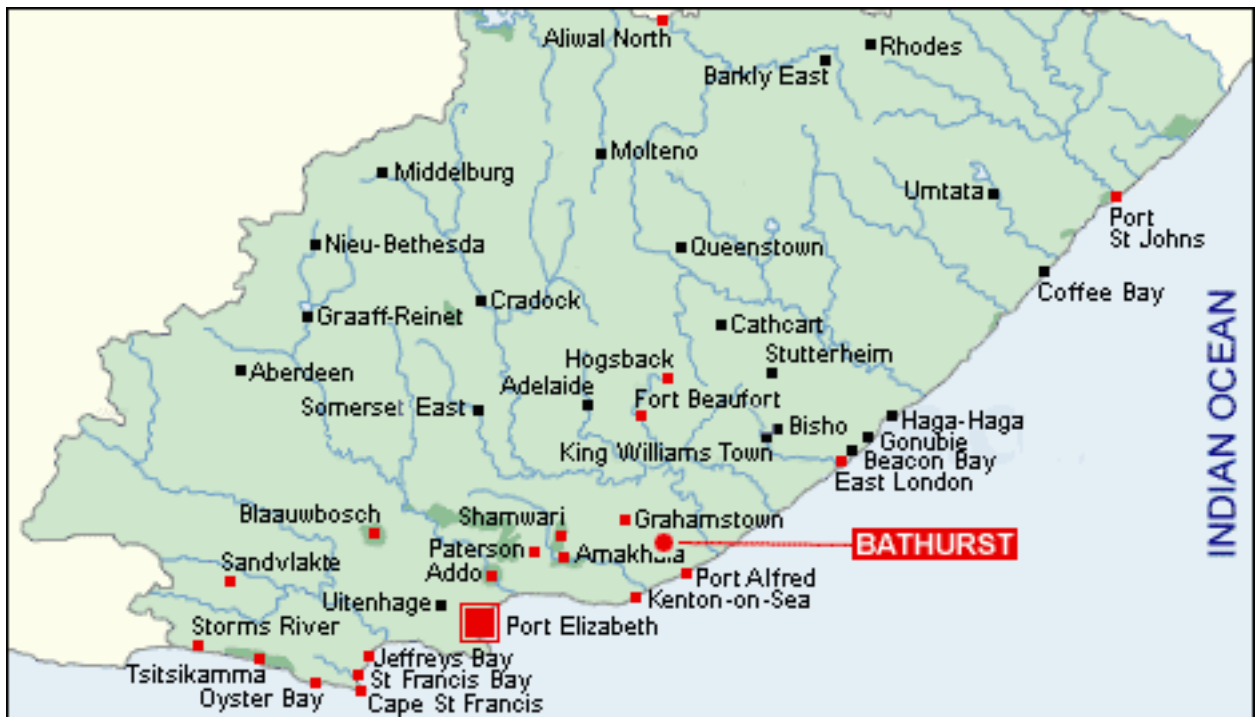 Aliwal North
Rhodes
Barkly East
Molteno
Middelburg
Umtata
Port
St Johns
Nieu-Bethesda
Queenstown
Coffee Bay
Cradock
Graaff-Reinet
Cathcart
Stutterheim
Hogsback
Aberdeen
Adelaide
Fort Beaufort
Somerset East
Haga-Haga
Bisho
Gonubie
King Williams Town
Beacon Bay
East London
INDIAN OCEAN
Blaauwbosch
Shamwari
Grahamstown
BATHURST
Paterson
Amakhala
Sandvlakte
Addo
Port Alfred
Uitenhage
Kenton-on-Sea
Storms River
Port Elizabeth
Jeffreys Bay
Tsitsikamma
St Francis Bay
Oyster Bay
Cape St Francis